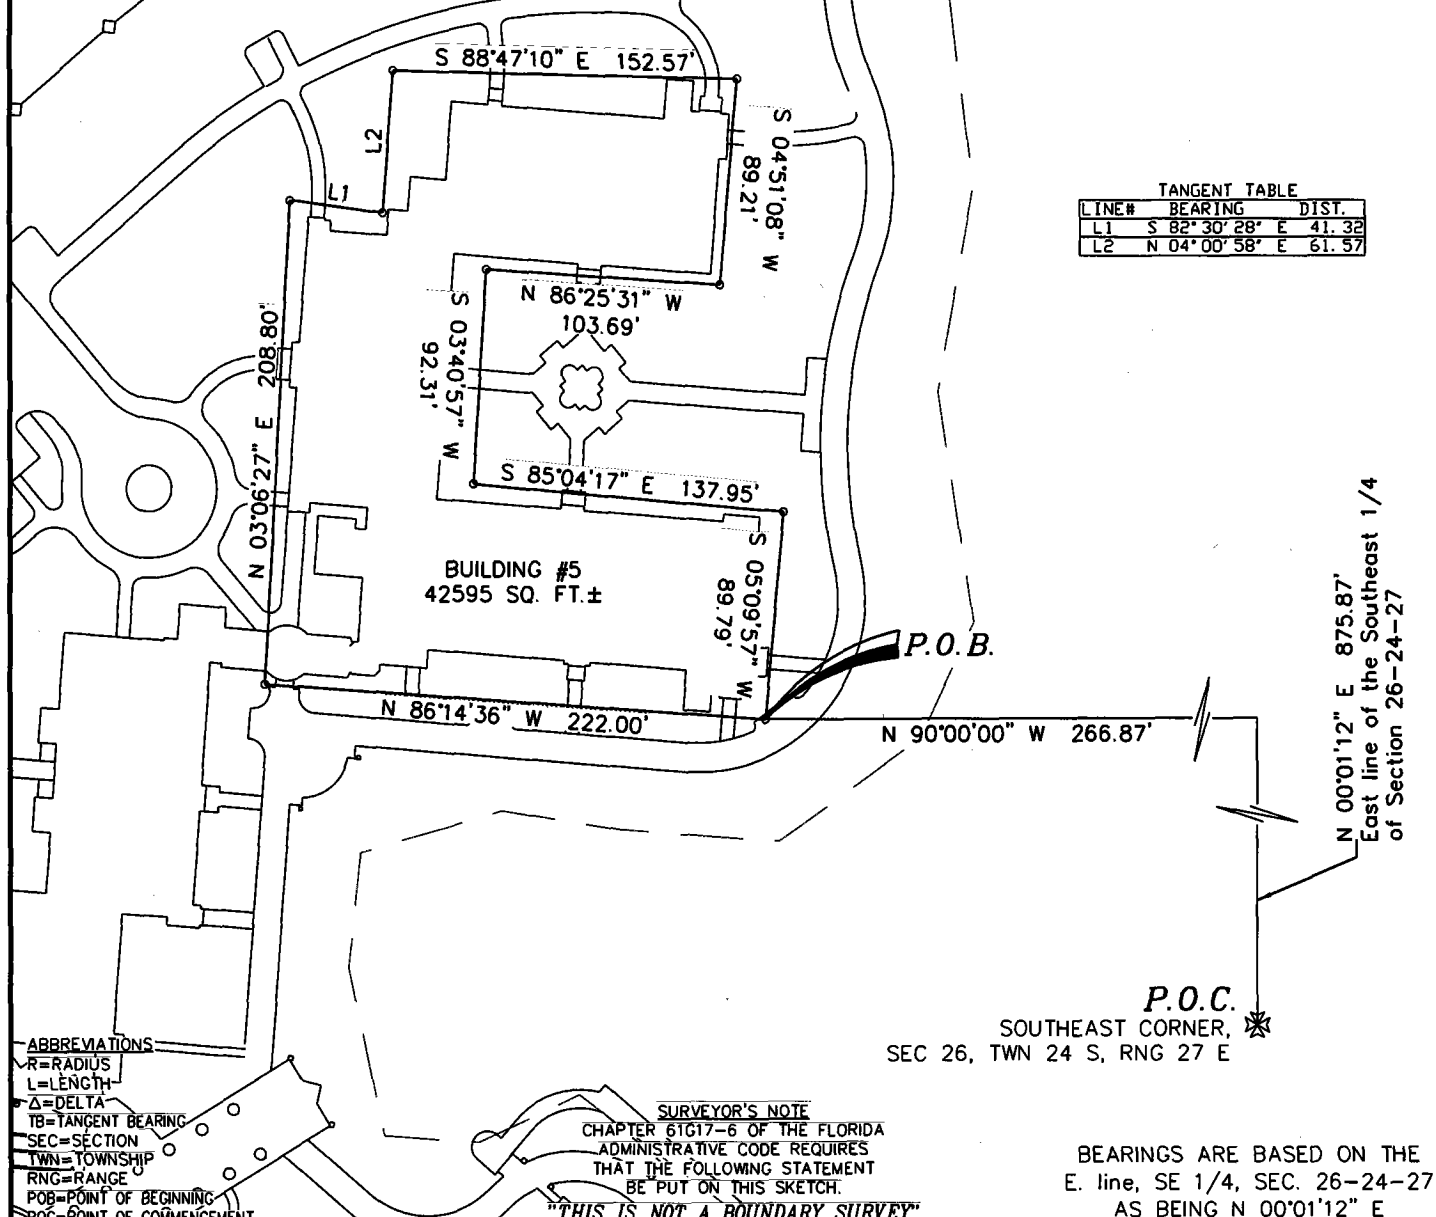 S 88°47'10" E 152.57'
L2
L1
S 04°51'08" W
89.21'
TANGENT TABLE
LINE# BEARING DIST.
L1 S 82°30'28" E 41.32
L2 N 04°00'58" E 61.57
N 86°25'31" W
103.69'
S 03°40'57" W
92.31'
N 03°06'27" E 208.80'
S 85°04'17" E 137.95'
BUILDING #5
42595 SQ. FT.±
S 05°09'57" W
89.79'
P.O.B.
N 86°14'36" W 222.00'
N 90°00'00" W 266.87'
N 00°01'12" E 875.87'
East line of the Southeast 1/4
of Section 26-24-27
P.O.C.
SOUTHEAST CORNER,
SEC 26, TWN 24 S, RNG 27 E
ABBREVIATIONS
R=RADIUS
L=LENGTH
Δ=DELTA
TB=TANGENT BEARING
SEC=SECTION
TWN=TOWNSHIP
RNG=RANGE
POB=POINT OF BEGINNING
POC=POINT OF COMMENCEMENT
SURVEYOR'S NOTE
CHAPTER 61G17-6 OF THE FLORIDA
ADMINISTRATIVE CODE REQUIRES
THAT THE FOLLOWING STATEMENT
BE PUT ON THIS SKETCH.
"THIS IS NOT A BOUNDARY SURVEY"
BEARINGS ARE BASED ON THE
E. line, SE 1/4, SEC. 26-24-27
AS BEING N 00°01'12" E